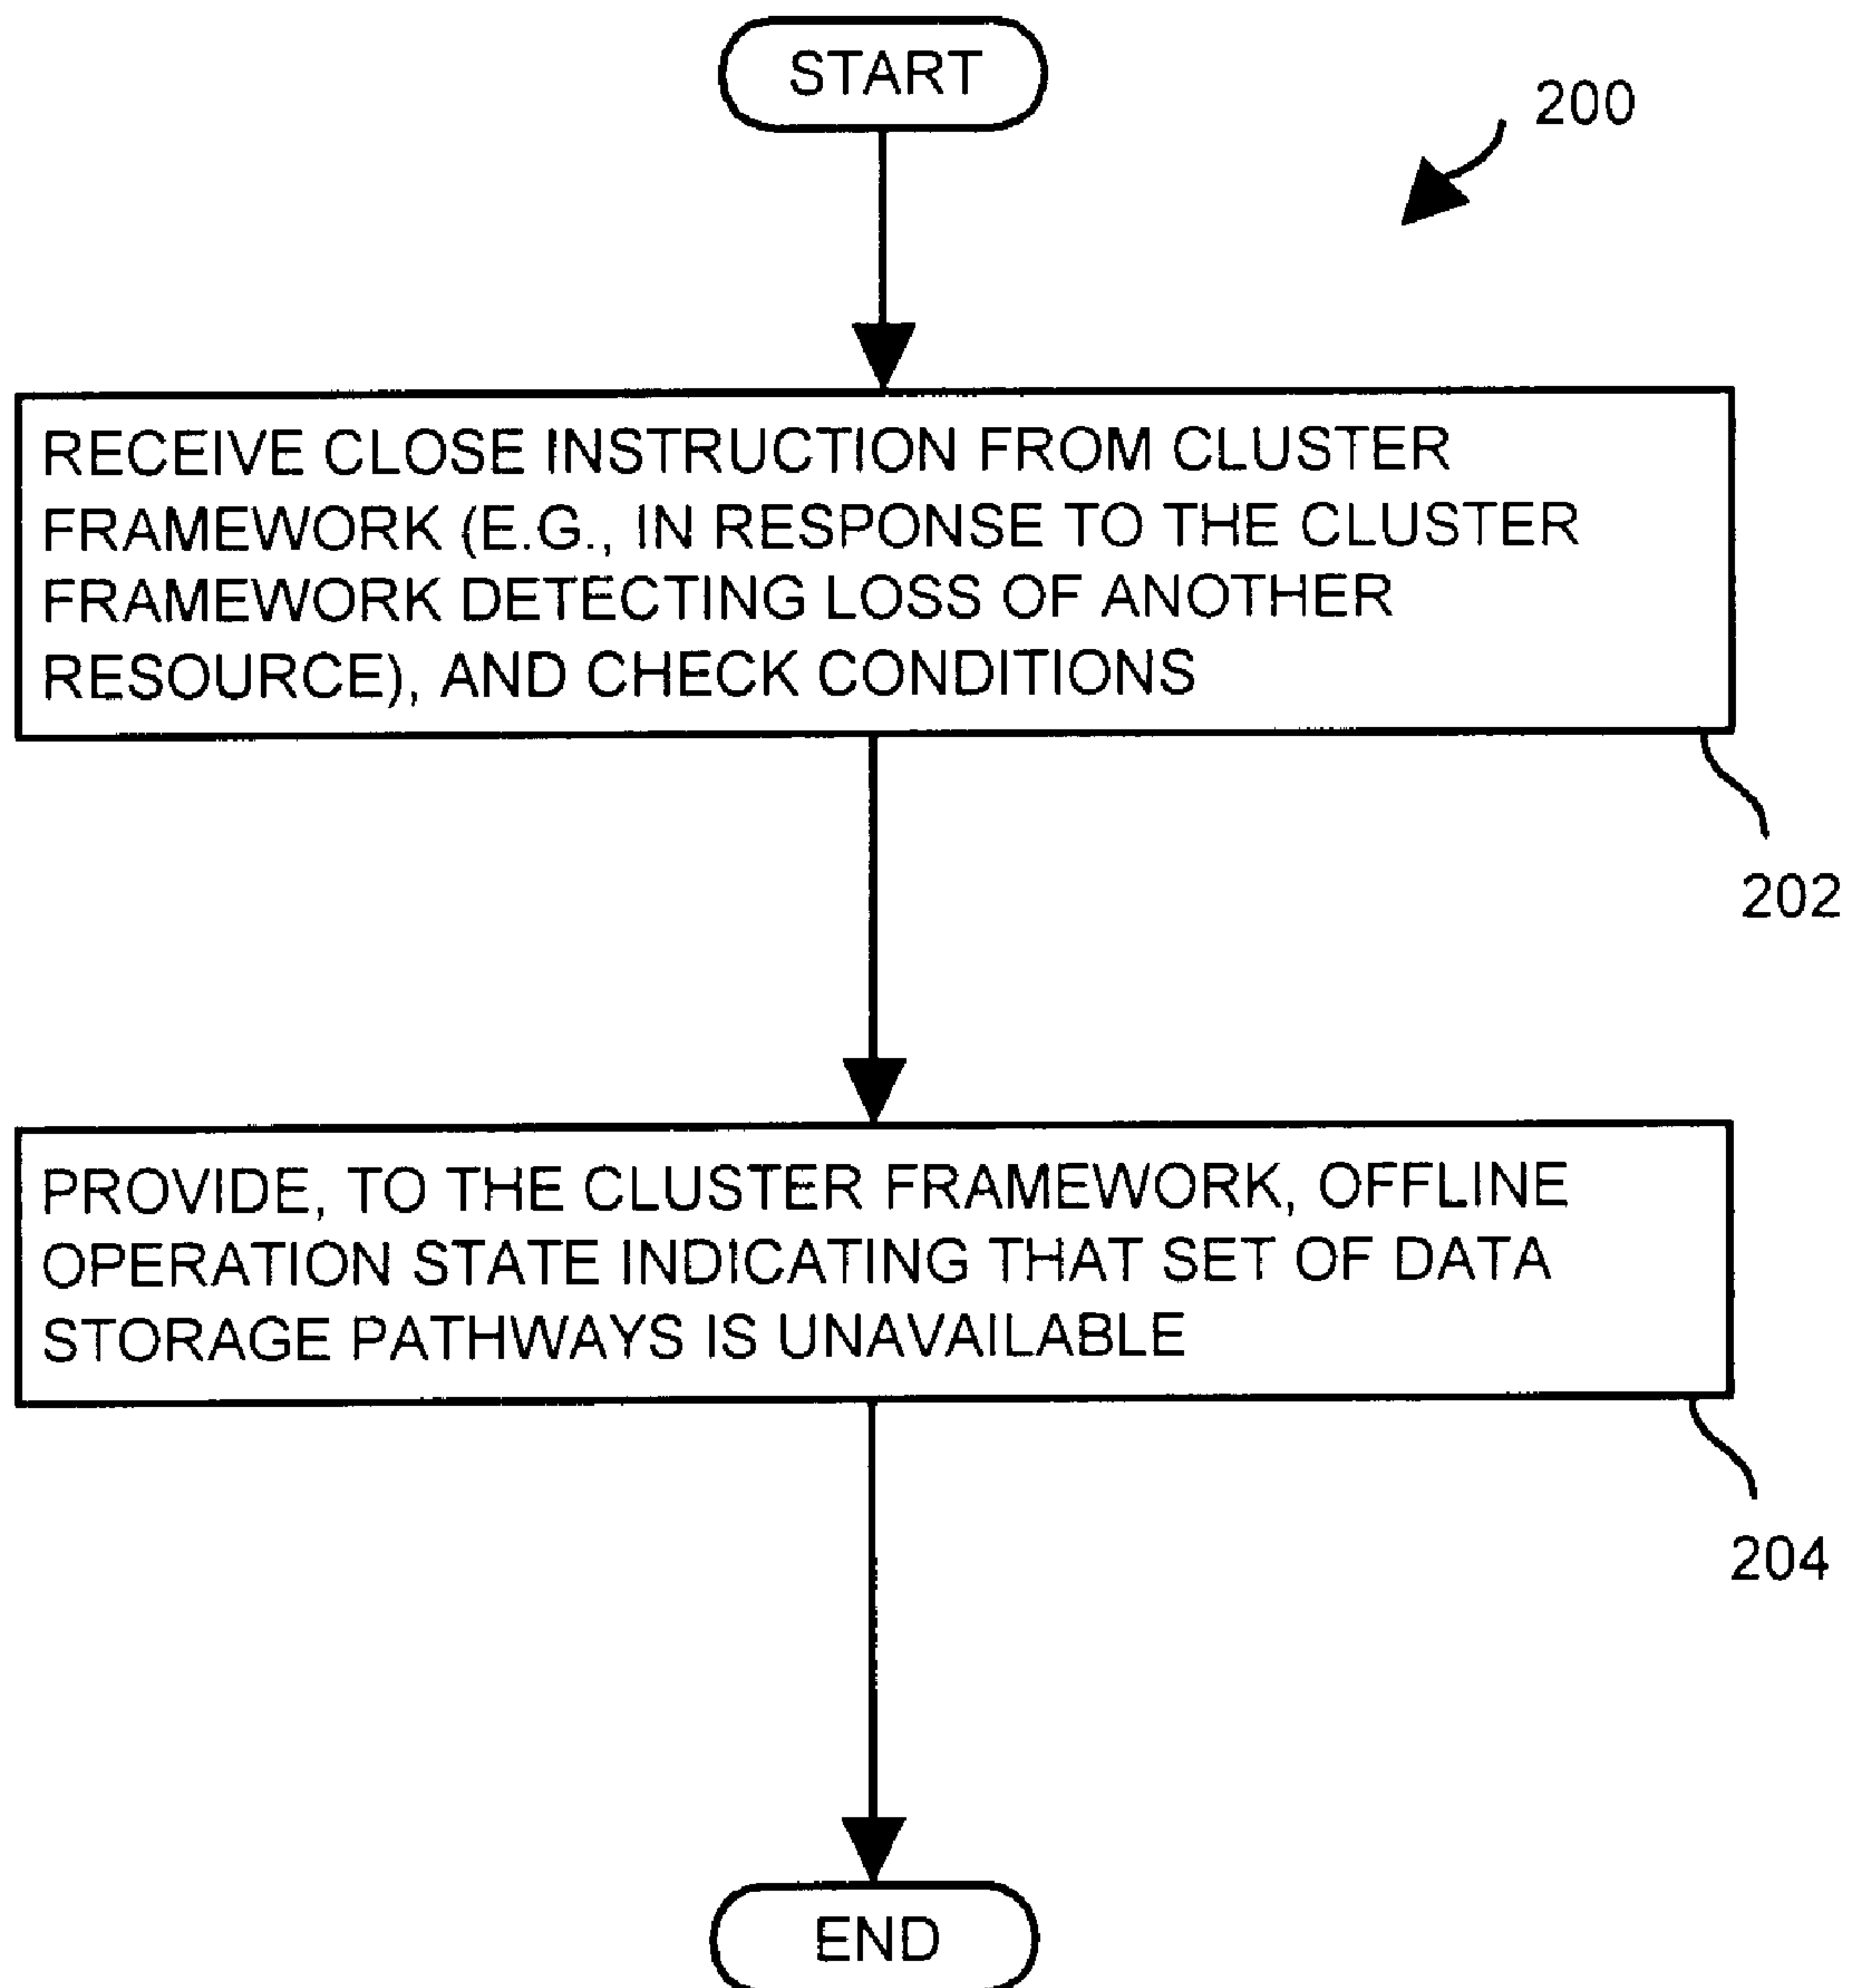 START
200
RECEIVE CLOSE INSTRUCTION FROM CLUSTER
FRAMEWORK (E.G., IN RESPONSE TO THE CLUSTER
FRAMEWORK DETECTING LOSS OF ANOTHER
RESOURCE), AND CHECK CONDITIONS
202
PROVIDE, TO THE CLUSTER FRAMEWORK, OFFLINE
OPERATION STATE INDICATING THAT SET OF DATA
STORAGE PATHWAYS IS UNAVAILABLE
204
END